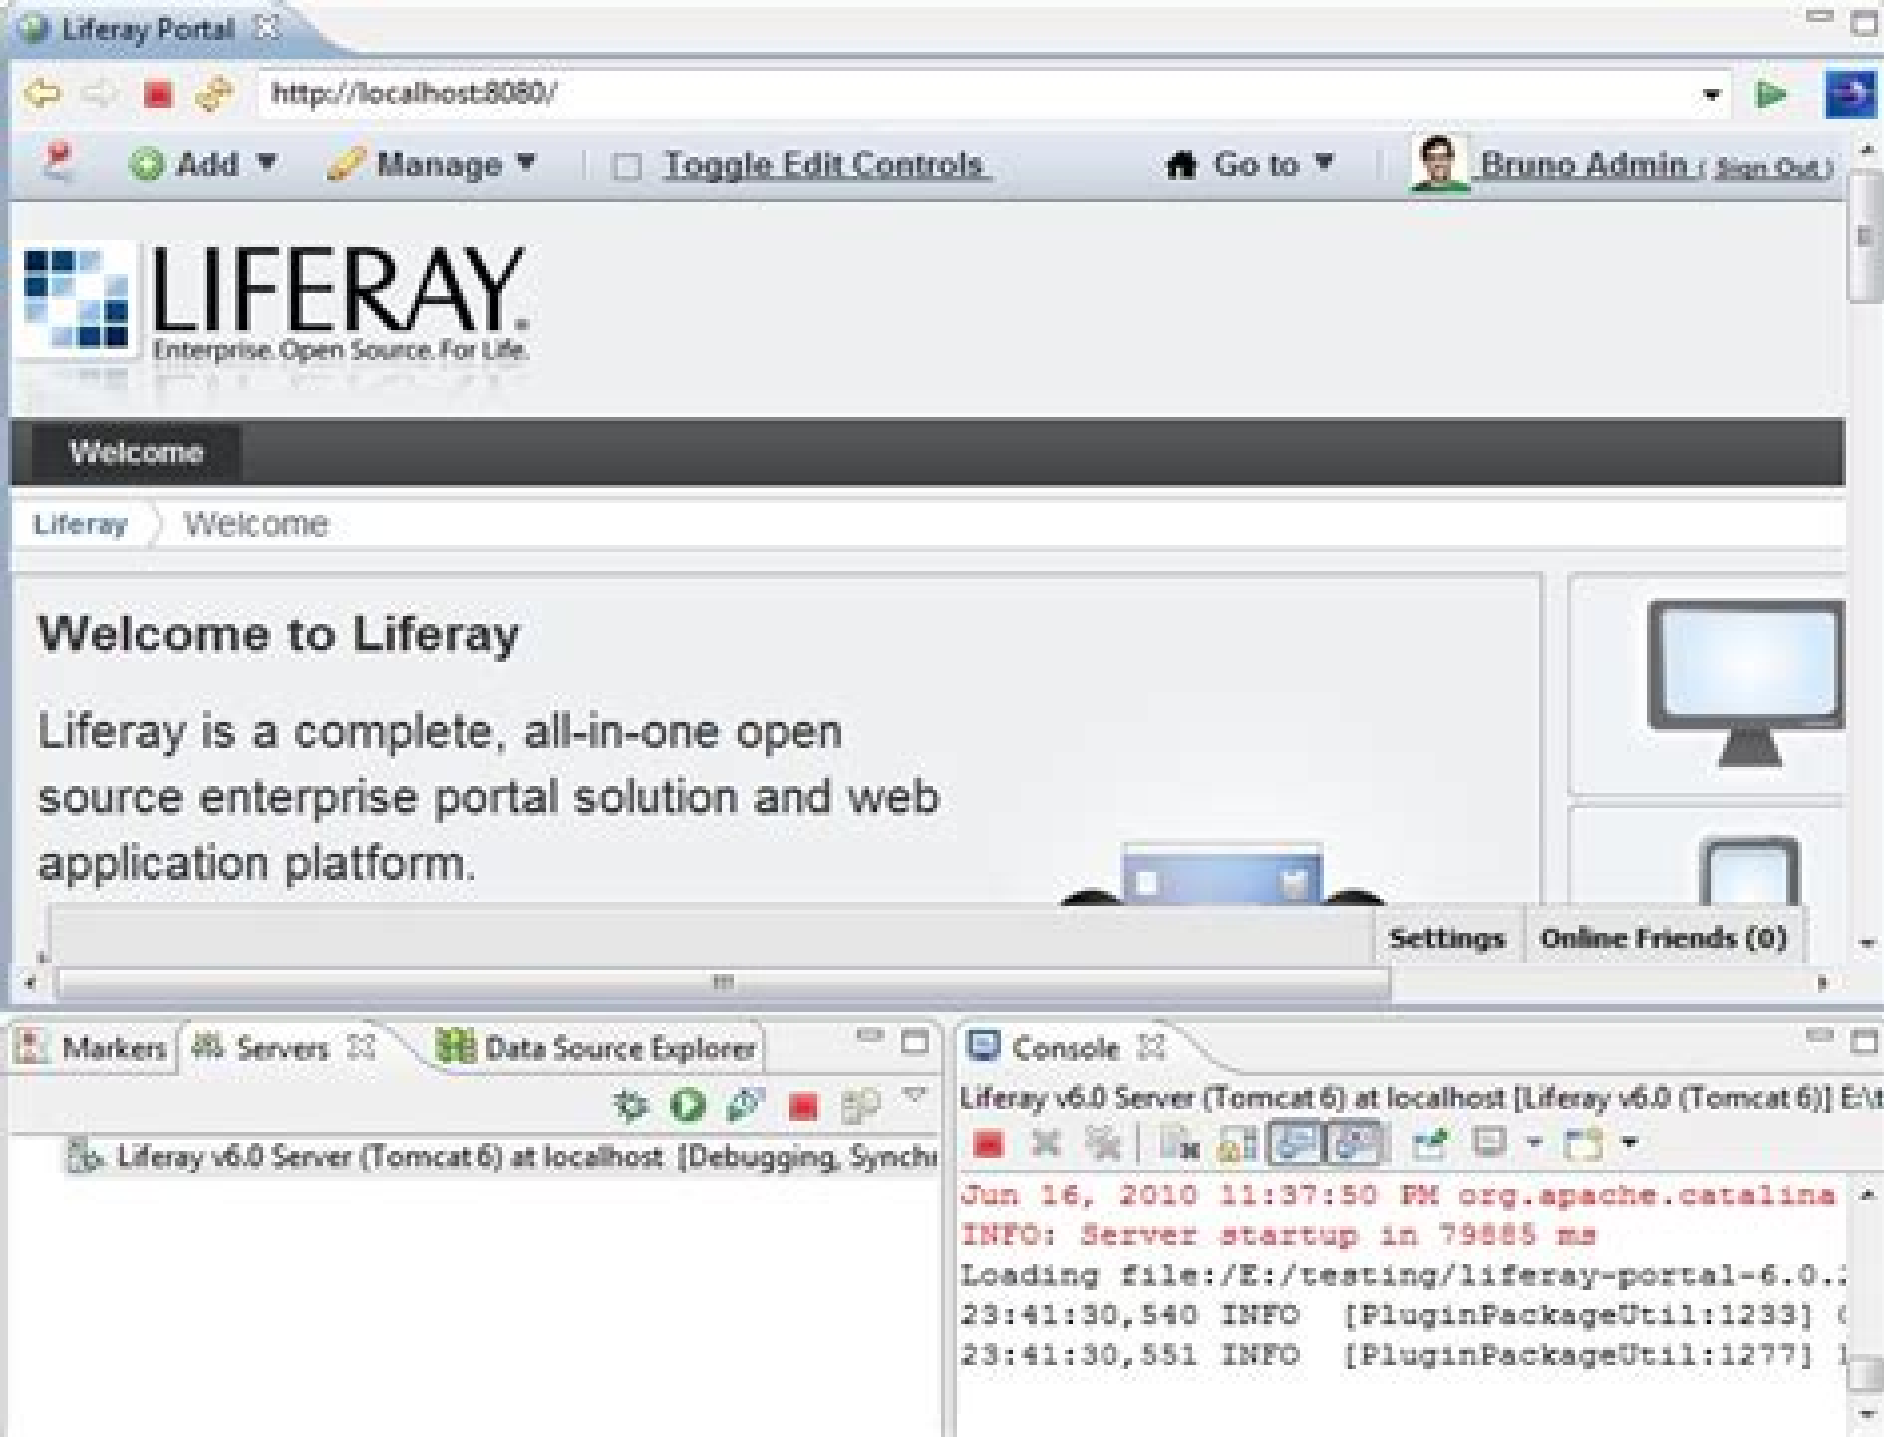 Liferay Portal
http://localhost:8080/
Add Manage Toggle Edit Controls Go to Bruno Admin ( Sign Out )
LIFERAY.
Enterprise. Open Source. For Life.
Welcome
Liferay Welcome
Welcome to Liferay
Liferay is a complete, all-in-one open
source enterprise portal solution and web
application platform.
Settings Online Friends (0)
Markers Servers Data Source Explorer
Liferay v6.0 Server (Tomcat 6) at localhost [Debugging, Synch
Console
Liferay v6.0 Server (Tomcat 6) at localhost [Liferay v6.0 (Tomcat 6)] E:\t
Jun 16, 2010 11:37:50 PM org.apache.catalina
INFO: Server startup in 79885 ms
Loading file:/E:/testing/liferay-portal-6.0.
23:41:30,540 INFO [PluginPackageUtil:1233]
23:41:30,551 INFO [PluginPackageUtil:1277]